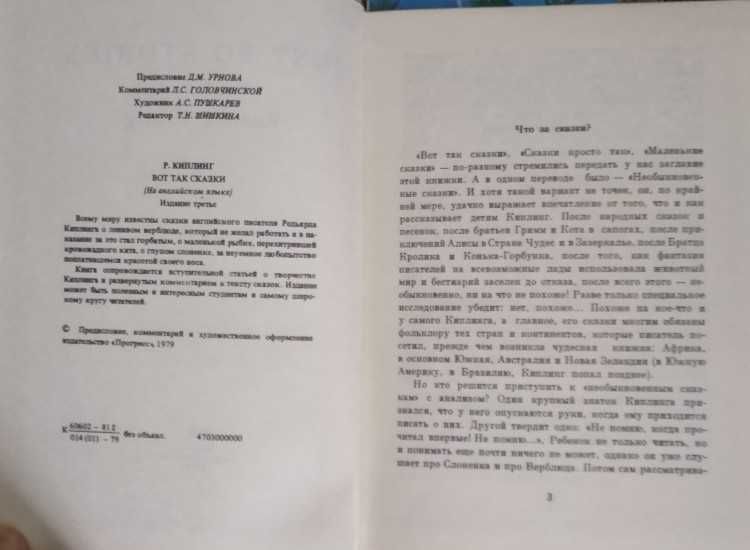 Предисловие Д.М. УРНОВА
Комментарий Л.С. ГОЛОВЧИНСКОЙ
Художник А.С. ПУШКАРЕВ
Редактор Т.Н. ШИШКИНА
Р. КИПЛИНГ
ВОТ ТАК СКАЗКИ
(На английском языке)
Издание третье
Всему миру известны сказки английского писателя Редьярда
Киплинга о ленивом верблюде, который не желал работать и в на-
казание за это стал горбатым, о маленькой рыбке, перехитрившей
кровожадного кита, о глупом слоненке, за неуемное любопытство
поплатившемся красотой своего носа.
Книга сопровождается вступительной статьей о творчестве
Киплинга и развернутым комментарием к тексту сказок. Издание
может быть полезным и интересным студентам и самому широ-
кому кругу читателей.
© Предисловие, комментарий и художественное оформление
издательство «Прогресс», 1979
К 60602 – 812
014 (01) – 79 без объявл. 4703000000
Что за сказки?
«Вот так сказки», «Сказки просто так», «Маленькие
сказки» — по-разному стремились передать у нас заглавие
этой книжки. А в одном переводе было — «Необыкновен-
ные сказки». И хотя такой вариант не точен, он, по край-
ней мере, удачно выражает впечатление от того, что и как
рассказывает детям Киплинг. После народных сказок и
песенок, после братьев Гримм и Кота в сапогах, после при-
ключений Алисы в Стране Чудес и в Зазеркалье, после Братца
Кролика и Конька-Горбунка, после того, как фантазия
писателей на всевозможные лады использовала животный
мир и бестиарий заселен до отказа, после всего этого — не-
обыкновенно, ни на что не похоже! Разве только специальное
исследование убедит: нет, похоже... Похоже на кое-что и
у самого Киплинга, а главное, его сказки многим обязаны
фольклору тех стран и континентов, которые писатель по-
сетил, прежде чем возникла чудесная книжка: Африка,
в основном Южная, Австралия и Новая Зеландия (в Южную
Америку, в Бразилию, Киплинг попал позднее).
Но кто решится приступить к «необыкновенным сказ-
кам» с анализом? Один крупный знаток Киплинга при-
знался, что у него опускаются руки, когда ему приходится
писать о них. Другой твердит одно: «Не помню, когда про-
читал впервые! Не помню...». Ребенок не только читать, но
и понимать еще почти ничего не может, однако он уже слу-
шает про Слоненка и про Верблюда. Потом сам рассматрива-
3